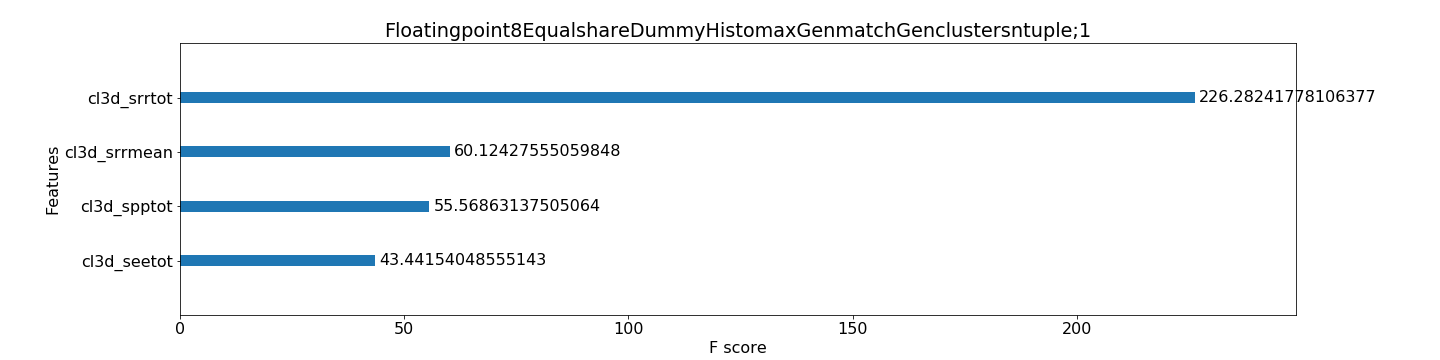 Floatingpoint8EqualshareDummyHistomaxGenmatchGenclustersntuple;1
Features
cl3d_srrtot 226.28241778106377
cl3d_srrmean 60.12427555059848
cl3d_spptot 55.56863137505064
cl3d_seetot 43.44154048555143
0 50 100 150 200
F score